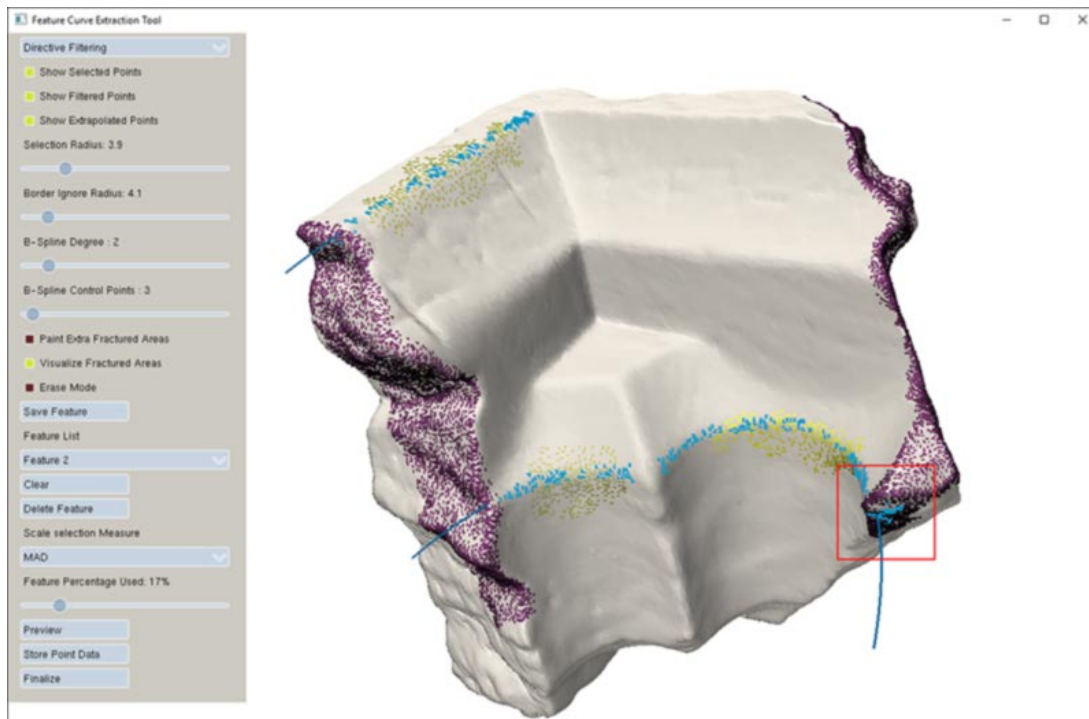 Feature Curve Extraction Tool
Directive Filtering
Show Selected Points
Show Filtered Points
Show Extrapolated Points
Selection Radius: 3.9
Border Ignore Radius: 4.1
B-Spline Degree : 2
B-Spline Control Points : 3
Paint Extra Fractured Areas
Visualize Fractured Areas
Erase Mode
Save Feature
Feature List
Feature 2
Clear
Delete Feature
Scale selection Measure
MAD
Feature Percentage Used: 17%
Preview
Store Point Data
Finalize